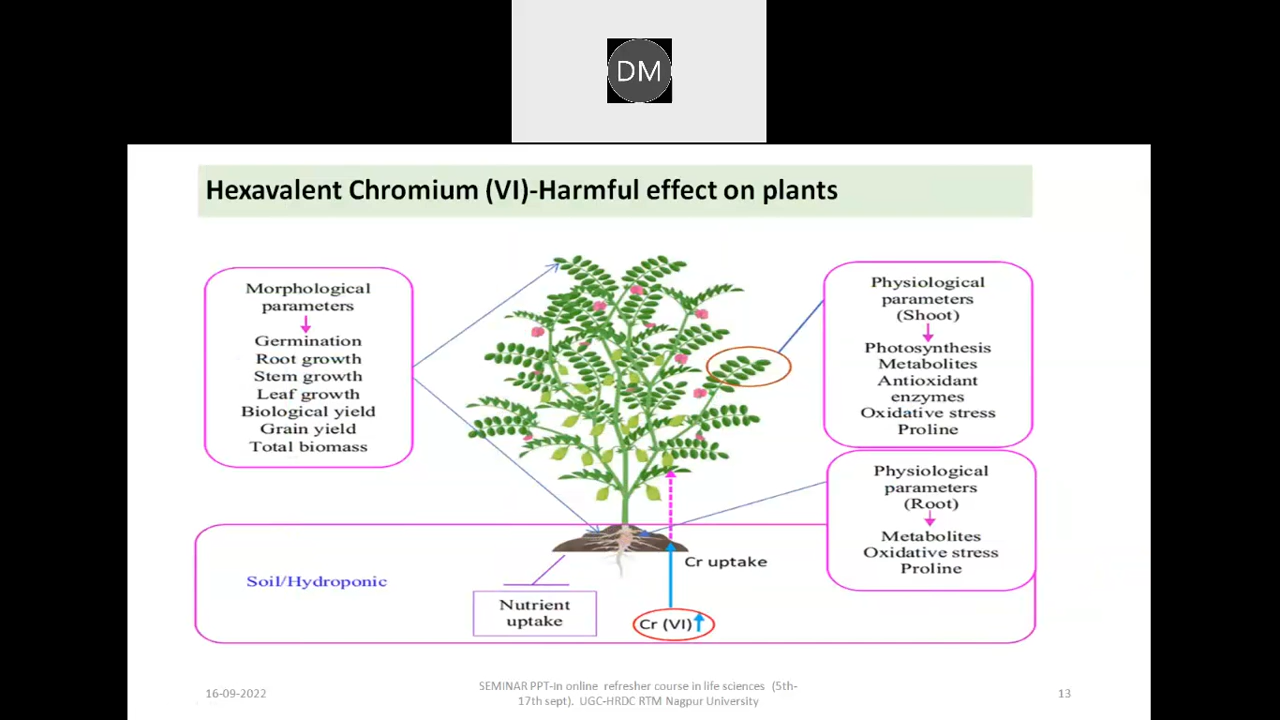 DM
Hexavalent Chromium (VI)-Harmful effect on plants
Morphological
parameters
Germination
Root growth
Stem growth
Leaf growth
Biological yield
Grain yield
Total biomass
Physiological
parameters
(Shoot)
Photosynthesis
Metabolites
Antioxidant
enzymes
Oxidative stress
Proline
Physiological
parameters
(Root)
Metabolites
Oxidative stress
Proline
Soil/Hydroponic
Cr uptake
Nutrient
uptake
Cr (VI)
16-09-2022
SEMINAR PPT-In online refresher course in life sciences (5th-
17th sept). UGC-HRDC RTM Nagpur University
13